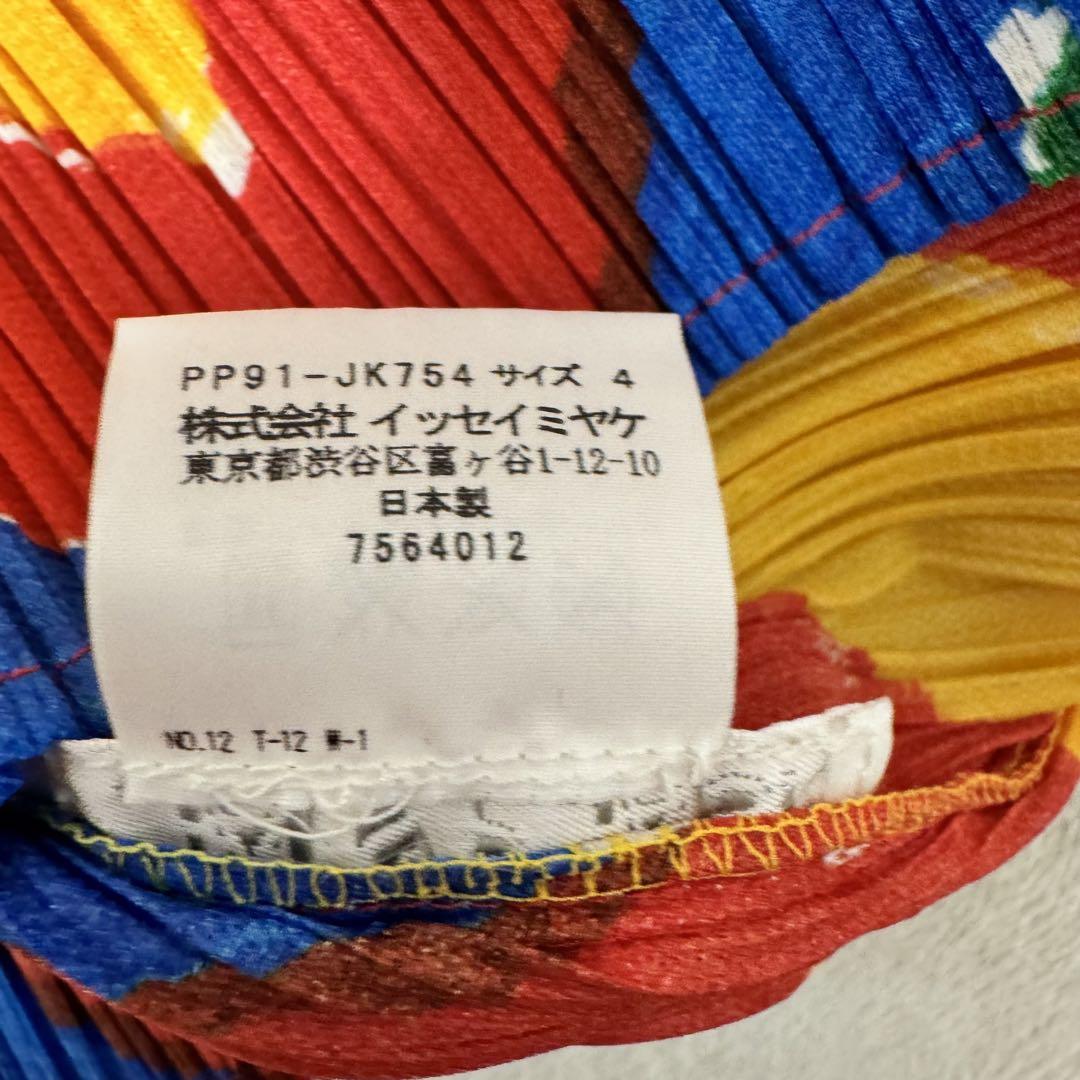 PP91-JK754 サイズ 4
株式会社 イッセイミヤケ
東京都渋谷区富ヶ谷1-12-10
日本製
7564012
NO.12 T-12 M-1